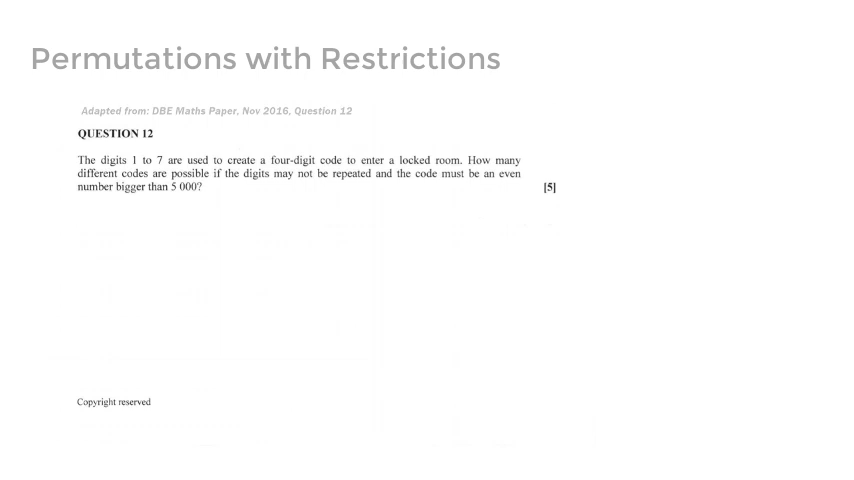 Permutations with Restrictions
Adapted from: DBE Maths Paper, Nov 2016, Question 12
QUESTION 12
The digits 1 to 7 are used to create a four-digit code to enter a locked room. How many
different codes are possible if the digits may not be repeated and the code must be an even
number bigger than 5 000?
[5]
Copyright reserved